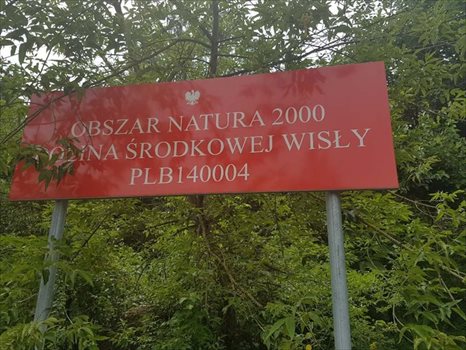 OBSZAR NATURA 2000
ŚRODKOWEJ WISŁY
PLB140004